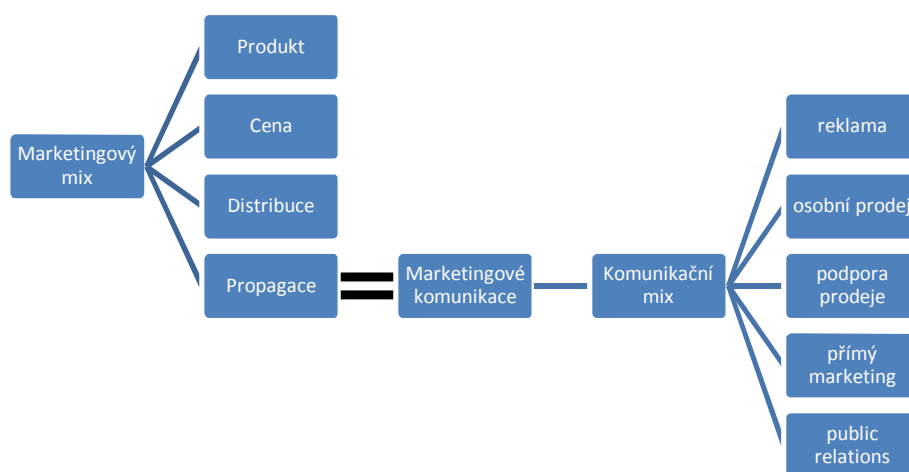 Marketingový
mix
Produkt
Cena
Distribuce
Propagace
Marketingové
komunikace
Komunikační
mix
reklama
osobní prodej
podpora
prodeje
přímý
marketing
public
relations